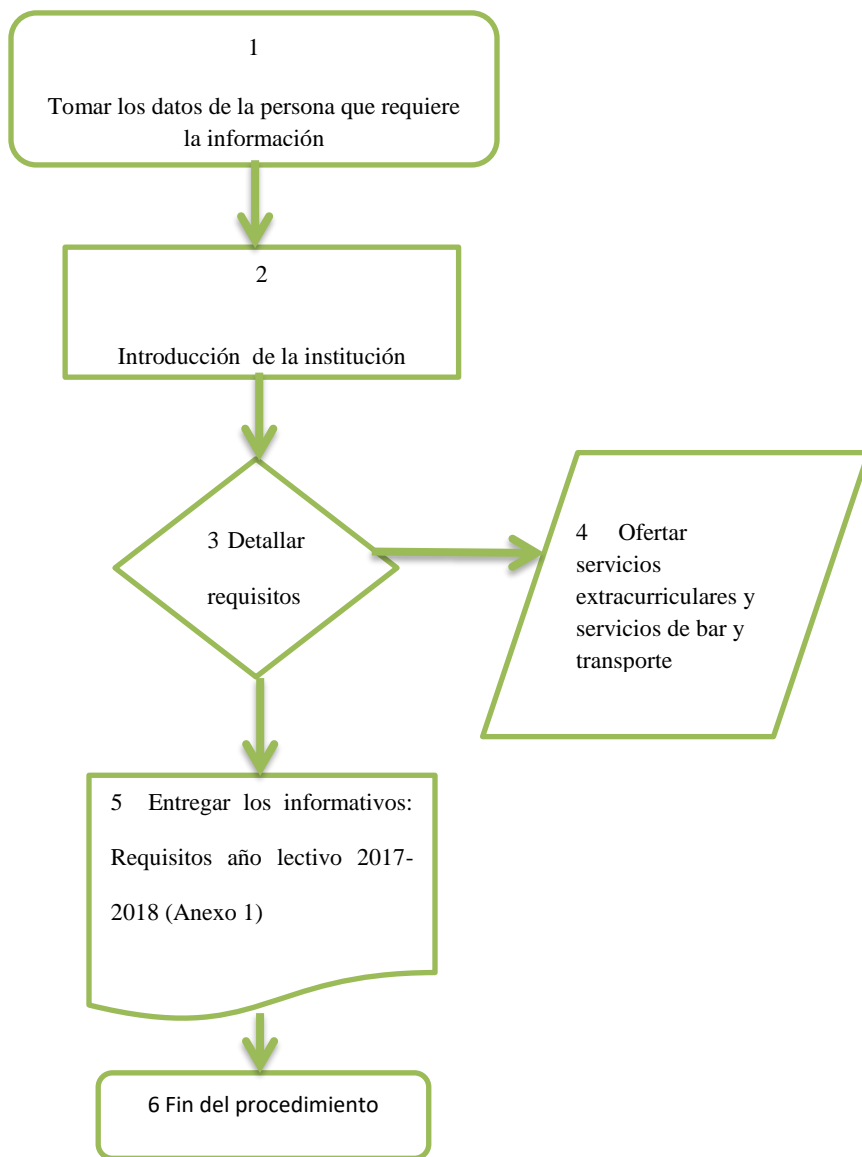 1
Tomar los datos de la persona que requiere
la información
2
Introducción de la institución
3 Detallar
requisitos
4 Ofertar
servicios
extracurriculares y
servicios de bar y
transporte
5 Entregar los informativos:
Requisitos año lectivo 2017-
2018 (Anexo 1)
6 Fin del procedimiento